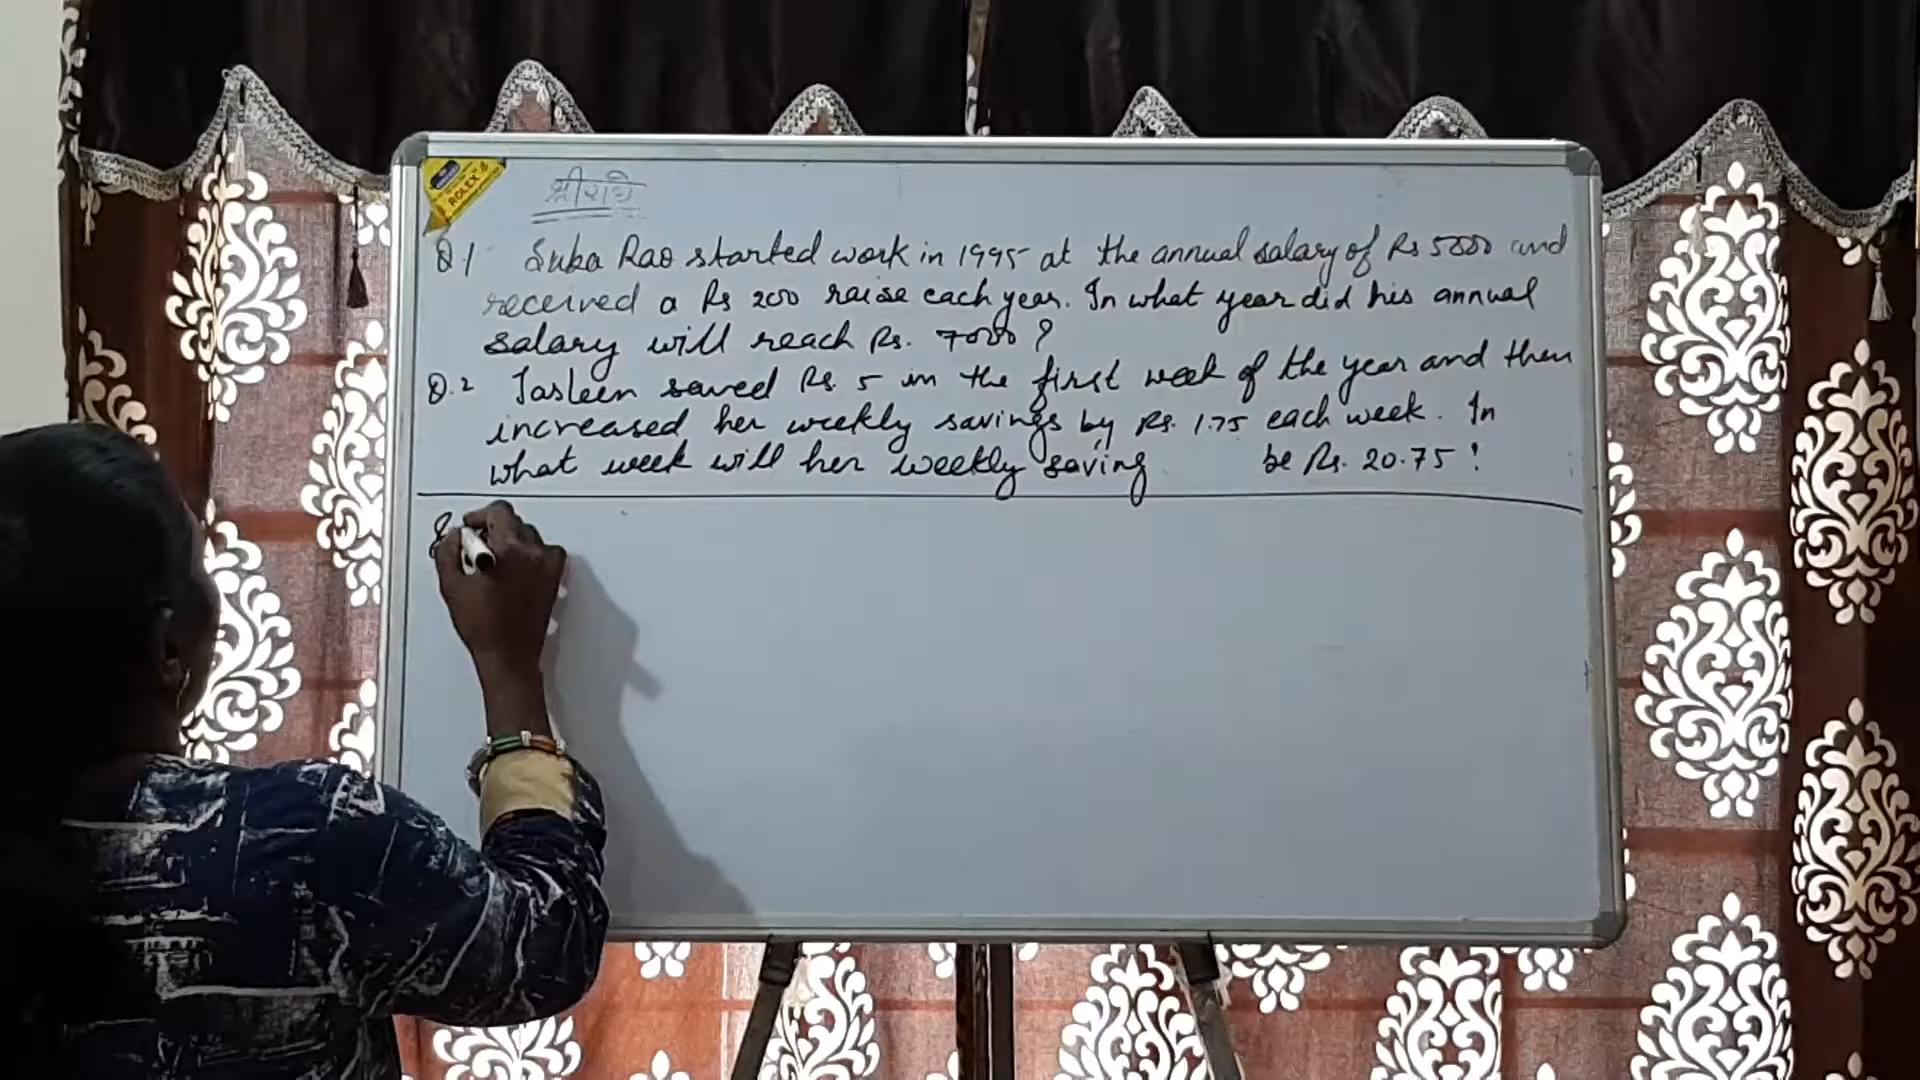 ROLEX
श्री राधे
Q 1 Suba Rao started work in 1995 at the annual salary of Rs 5000 and
received a Rs 200 raise each year. In what year did his annual
salary will reach Rs. 7000?
Q.2 Jasleen saved Rs. 5 in the first week of the year and then
increased her weekly savings by Rs. 1.75 each week. In
what week will her weekly saving be Rs. 20.75?